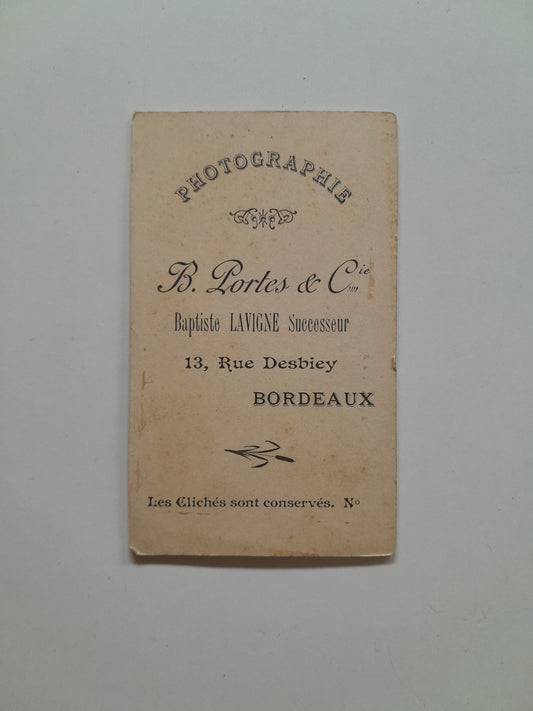 PHOTOGRAPHIE
B. Portes & Cie
Baptiste LAVIGNE Successeur
13, Rue Desbiey
BORDEAUX
Les Clichés sont conservés. No